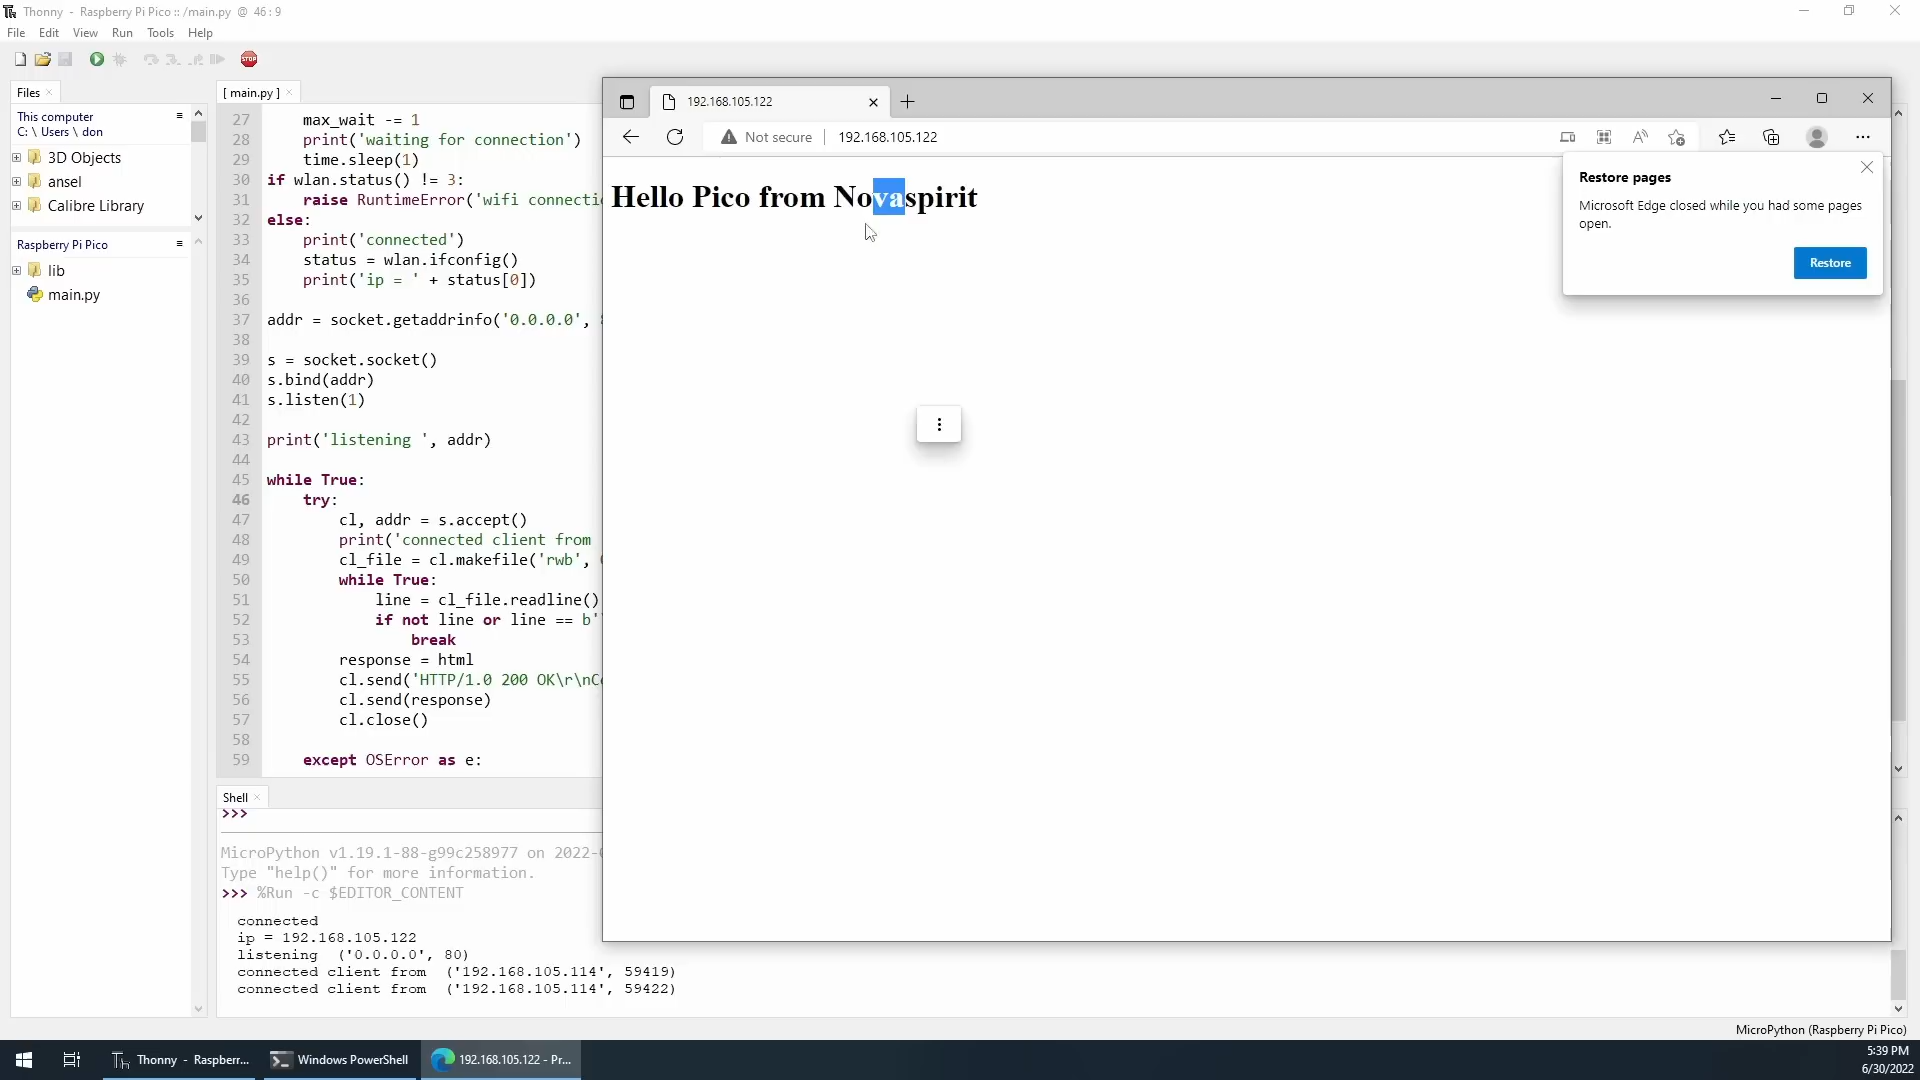 Thonny - Raspberry Pi Pico :: /main.py @ 46:9
File Edit View Run Tools Help
STOP
Files
This computer
C: \ Users \ don
3D Objects
ansel
Calibre Library
Raspberry Pi Pico
lib
main.py
[ main.py ]
27 max_wait -= 1
28 print('waiting for connection')
29 time.sleep(1)
30 if wlan.status() != 3:
31 raise RuntimeError('wifi connecti
32 else:
33 print('connected')
34 status = wlan.ifconfig()
35 print('ip = ' + status[0])
36
37 addr = socket.getaddrinfo('0.0.0.0',
38
39 s = socket.socket()
40 s.bind(addr)
41 s.listen(1)
42
43 print('listening ', addr)
44
45 while True:
46 try:
47 cl, addr = s.accept()
48 print('connected client from
49 cl_file = cl.makefile('rwb',
50 while True:
51 line = cl_file.readline()
52 if not line or line == b'
53 break
54 response = html
55 cl.send('HTTP/1.0 200 OK\r\nCo
56 cl.send(response)
57 cl.close()
58
59 except OSError as e:
Shell
>>>
MicroPython v1.19.1-88-g99c258977 on 2022-
Type "help()" for more information.
>>> %Run -c $EDITOR_CONTENT
connected
ip = 192.168.105.122
listening ('0.0.0.0', 80)
connected client from ('192.168.105.114', 59419)
connected client from ('192.168.105.114', 59422)
192.168.105.122
Not secure 192.168.105.122
Hello Pico from Novaspirit
Restore pages
Microsoft Edge closed while you had some pages
open.
Restore
MicroPython (Raspberry Pi Pico)
Thonny - Raspberr...
Windows PowerShell
192.168.105.122 - Pr...
5:39 PM
6/30/2022